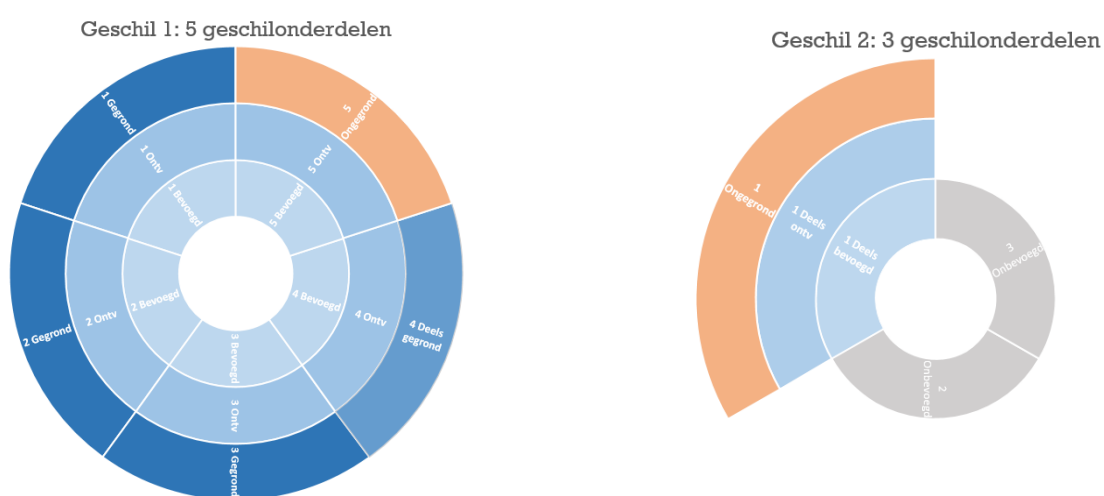 Geschil 1: 5 geschilonderdelen
1 Gegrond
1 Ontv
1 Bevoegd
5
Ongegrond
5 Ontv
5 Bevoegd
2 Gegrond
2 Ontv
2 Bevoegd
4 Bevoegd
4 Ontv
4 Deels
gegrond
3 Bevoegd
3 Ontv
3 Gegrond
Geschil 2: 3 geschilonderdelen
1
Ongegrond
1 Deels
ontv
1 Deels
bevoegd
3
Onbevoegd
2
Onbevoegd